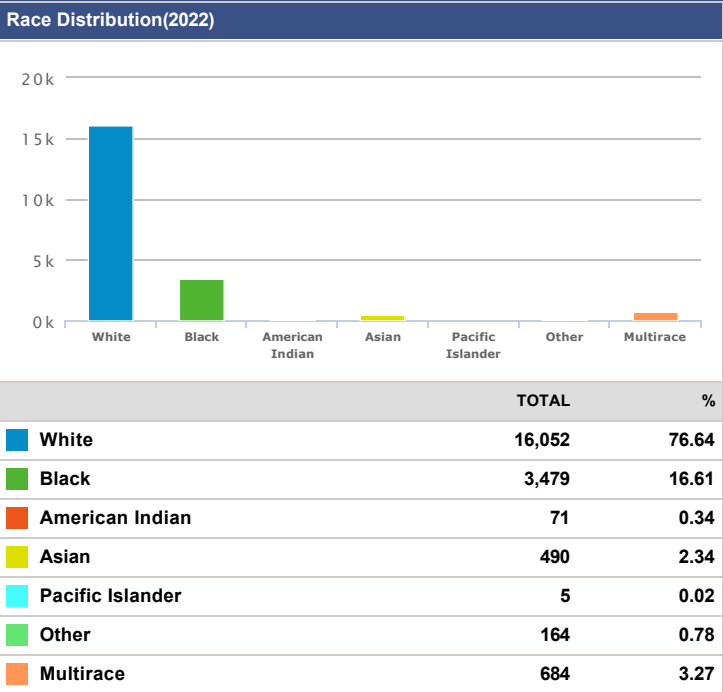 Race Distribution(2022)
20k
15k
10k
5k
0k
White Black American Indian Asian Pacific Islander Other Multirace
TOTAL %
White 16,052 76.64
Black 3,479 16.61
American Indian 71 0.34
Asian 490 2.34
Pacific Islander 5 0.02
Other 164 0.78
Multirace 684 3.27